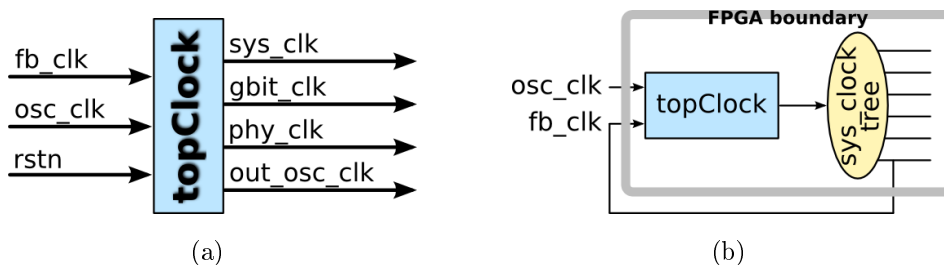 fb_clk
osc_clk
rstn
topClock
sys_clk
gbit_clk
phy_clk
out_osc_clk
(a)
FPGA boundary
osc_clk
fb_clk
topClock
sys_clock
tree
(b)